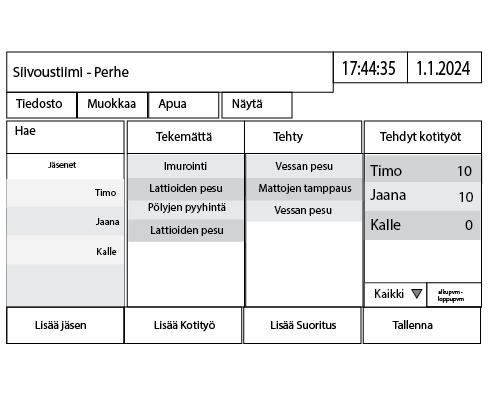 Siivoustiimi - Perhe
17:44:35
1.1.2024
Tiedosto
Muokkaa
Apua
Näytä
Hae
Tekemättä
Tehty
Tehdyt kotityöt
Jäsenet
Timo
Jaana
Kalle
Imurointi
Lattioiden pesu
Pölyjen pyyhintä
Lattioiden pesu
Vessan pesu
Mattojen tamppaus
Vessan pesu
Timo 10
Jaana 10
Kalle 0
Kaikki
alkupvm-
loppupvm
Lisää jäsen
Lisää Kotityö
Lisää Suoritus
Tallenna